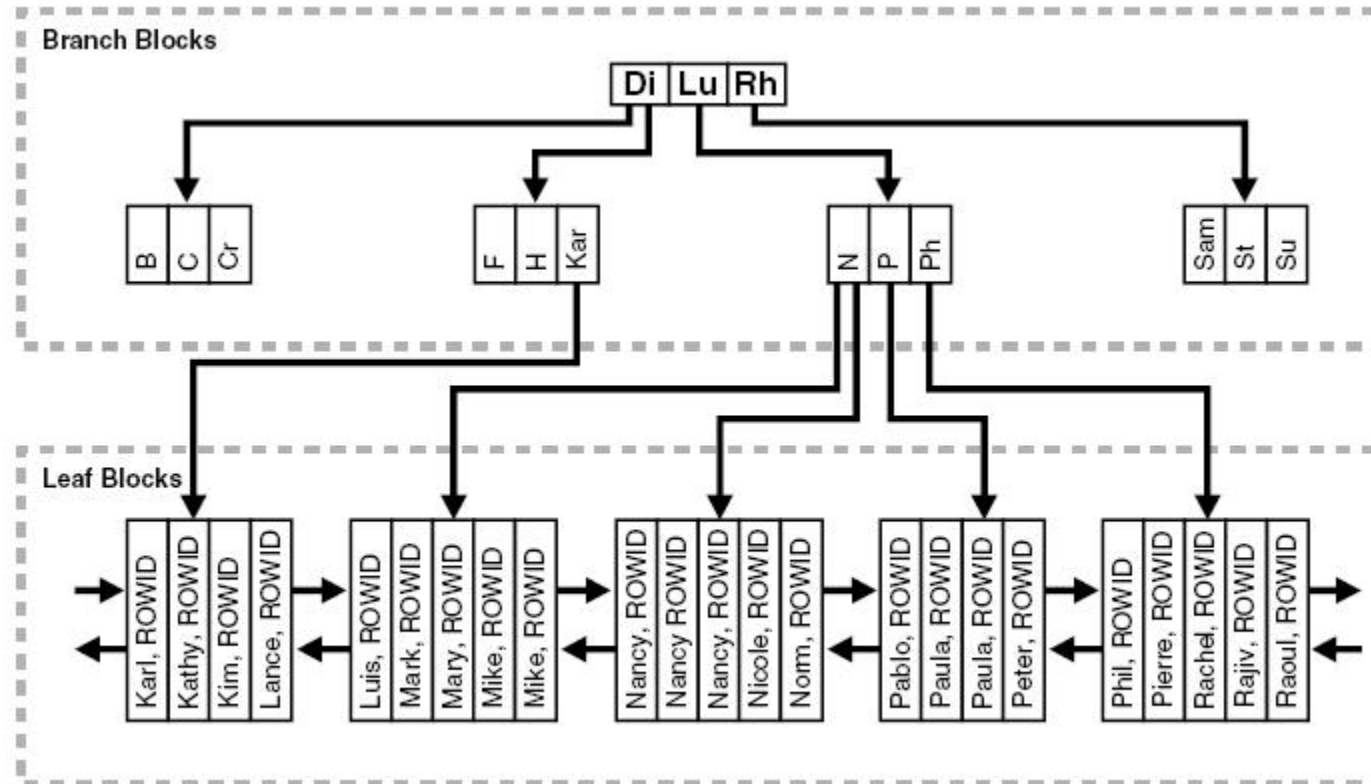 Branch Blocks
Di Lu Rh
B
C
Cr
F
H
Kar
N
P
Ph
Sam
St
Su
Leaf Blocks
Karl, ROWID
Kathy, ROWID
Kim, ROWID
Lance, ROWID
Luis, ROWID
Mark, ROWID
Mary, ROWID
Mike, ROWID
Mike, ROWID
Nancy, ROWID
Nancy ROWID
Nancy, ROWID
Nicole, ROWID
Norm, ROWID
Pablo, ROWID
Paula, ROWID
Paula, ROWID
Peter, ROWID
Phil, ROWID
Pierre, ROWID
Rachel, ROWID
Rajiv, ROWID
Raoul, ROWID